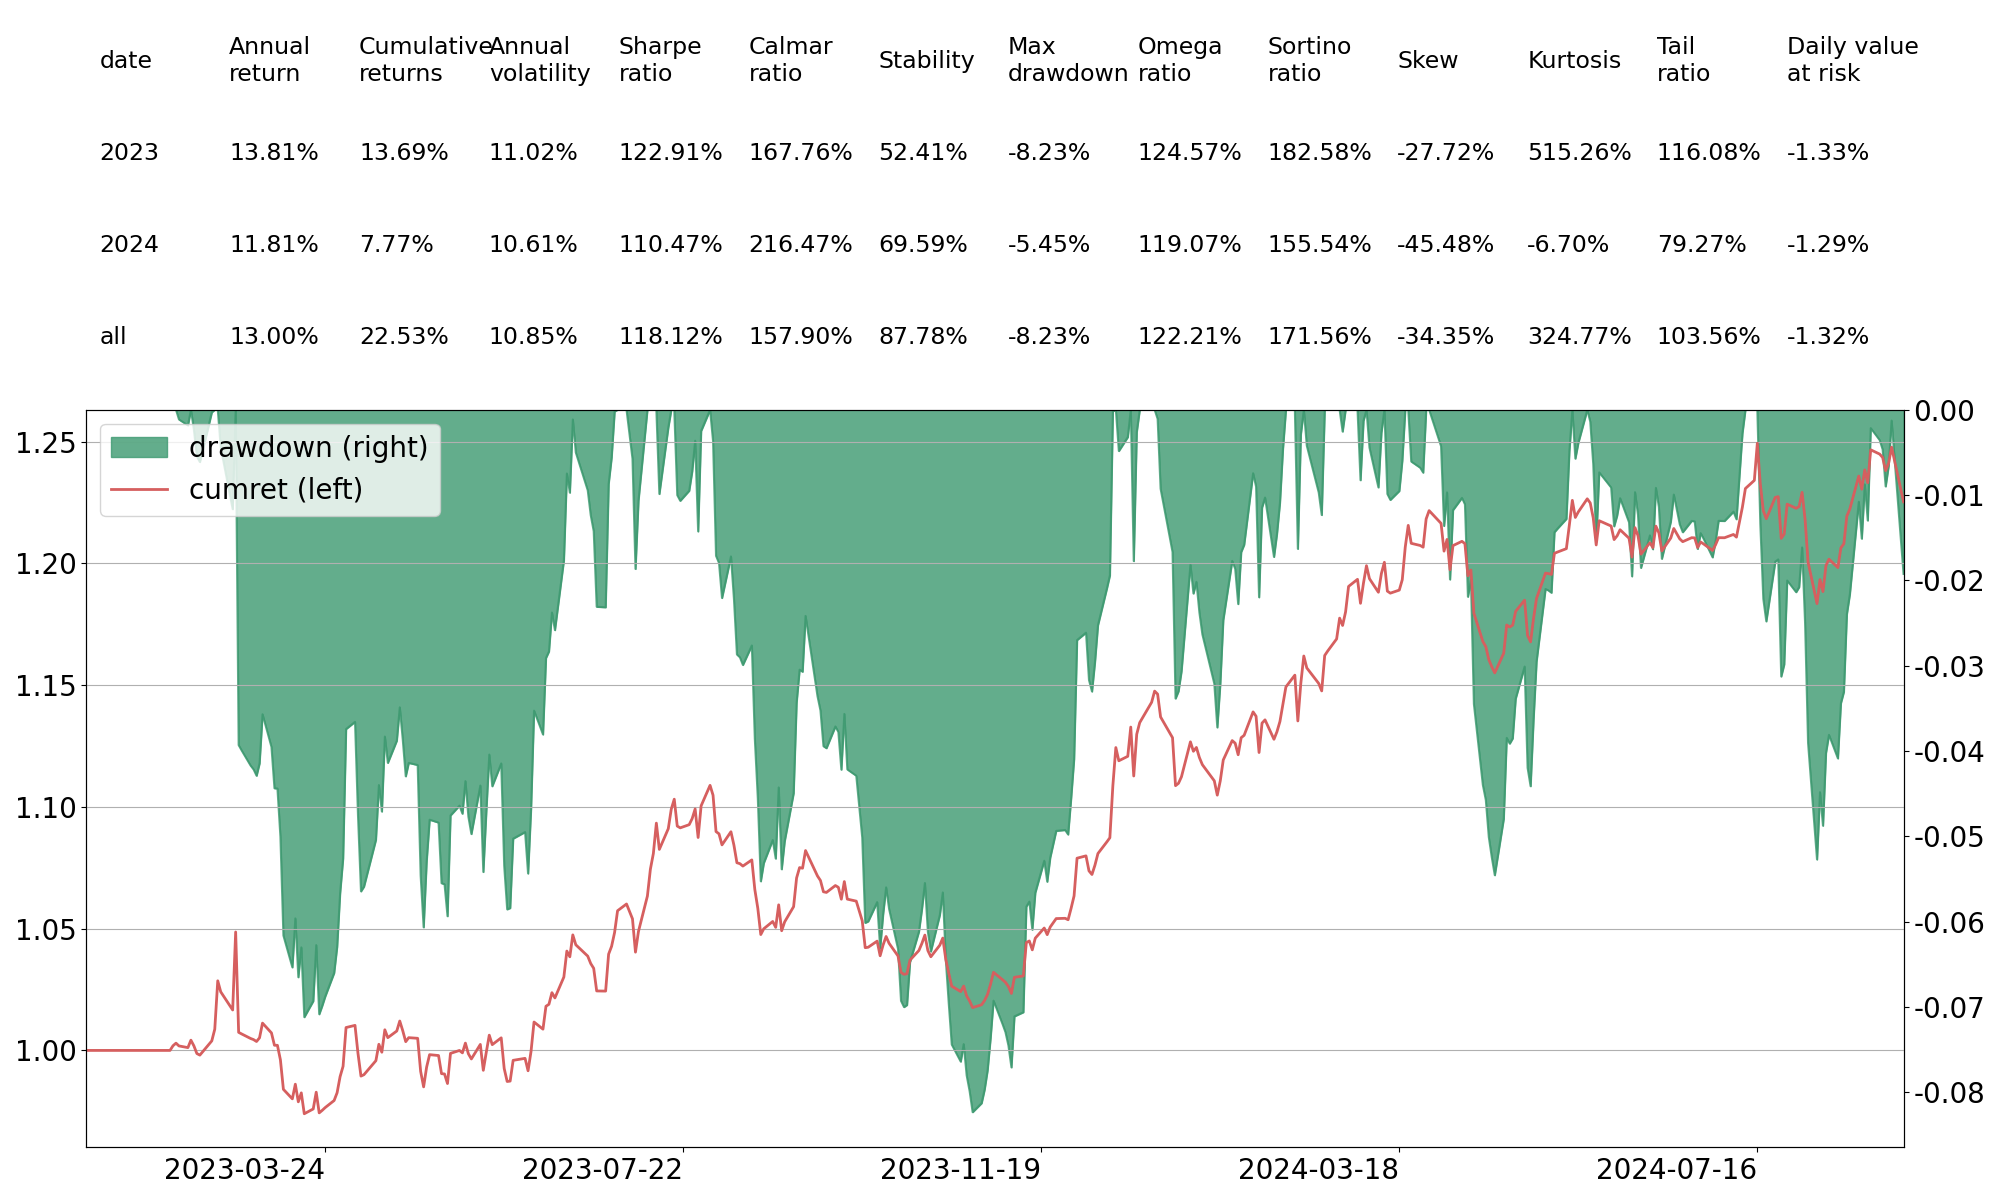 date Annual return Cumulative returns Annual volatility Sharpe ratio Calmar ratio Stability Max drawdown Omega ratio Sortino ratio Skew Kurtosis Tail ratio Daily value at risk
2023 13.81% 13.69% 11.02% 122.91% 167.76% 52.41% -8.23% 124.57% 182.58% -27.72% 515.26% 116.08% -1.33%
2024 11.81% 7.77% 10.61% 110.47% 216.47% 69.59% -5.45% 119.07% 155.54% -45.48% -6.70% 79.27% -1.29%
all 13.00% 22.53% 10.85% 118.12% 157.90% 87.78% -8.23% 122.21% 171.56% -34.35% 324.77% 103.56% -1.32%
drawdown (right)
cumret (left)
1.25
1.20
1.15
1.10
1.05
1.00
0.00
-0.01
-0.02
-0.03
-0.04
-0.05
-0.06
-0.07
-0.08
2023-03-24 2023-07-22 2023-11-19 2024-03-18 2024-07-16